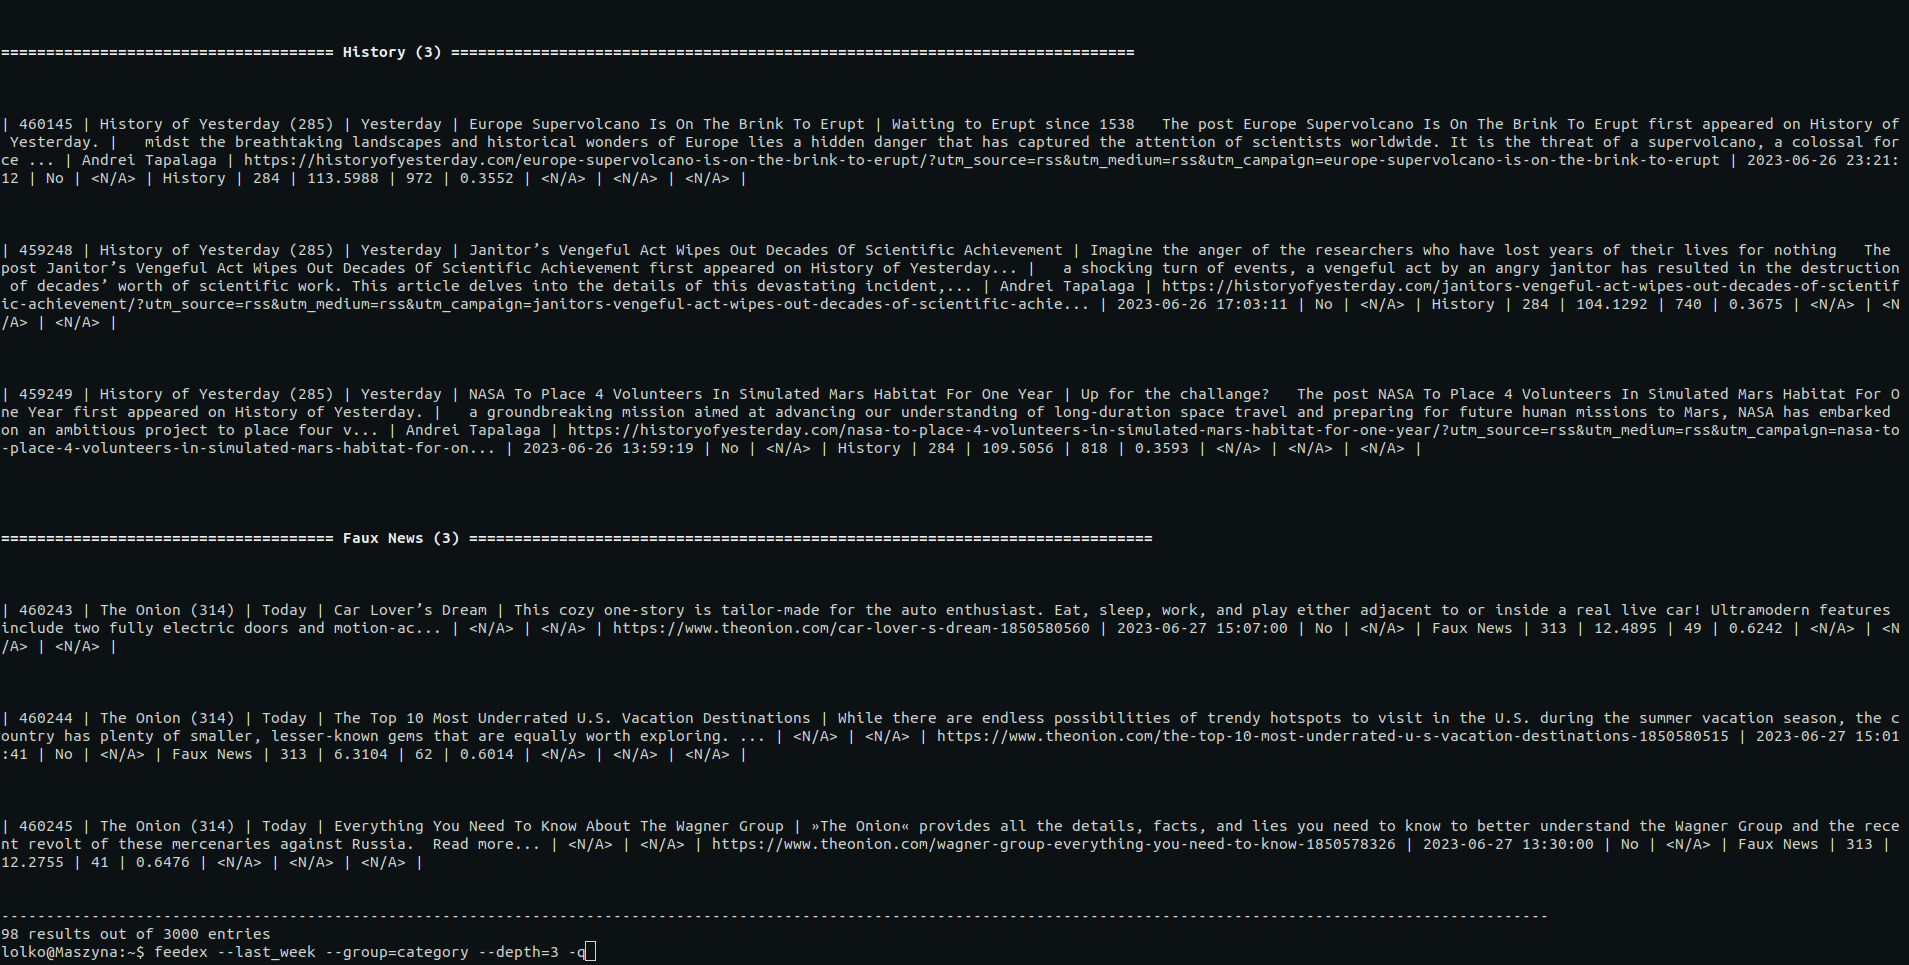 ===================================== History (3) ============================================================================
| 460145 | History of Yesterday (285) | Yesterday | Europe Supervolcano Is On The Brink To Erupt | Waiting to Erupt since 1538   The post Europe Supervolcano Is On The Brink To Erupt first appeared on History of
 Yesterday. |   midst the breathtaking landscapes and historical wonders of Europe lies a hidden danger that has captured the attention of scientists worldwide. It is the threat of a supervolcano, a colossal for
ce ... | Andrei Tapalaga | https://historyofyesterday.com/europe-supervolcano-is-on-the-brink-to-erupt/?utm_source=rss&utm_medium=rss&utm_campaign=europe-supervolcano-is-on-the-brink-to-erupt | 2023-06-26 23:21:
12 | No | <N/A> | History | 284 | 113.5988 | 972 | 0.3552 | <N/A> | <N/A> | <N/A> |
| 459248 | History of Yesterday (285) | Yesterday | Janitor’s Vengeful Act Wipes Out Decades Of Scientific Achievement | Imagine the anger of the researchers who have lost years of their lives for nothing   The 
post Janitor’s Vengeful Act Wipes Out Decades Of Scientific Achievement first appeared on History of Yesterday... |   a shocking turn of events, a vengeful act by an angry janitor has resulted in the destruction
 of decades’ worth of scientific work. This article delves into the details of this devastating incident,... | Andrei Tapalaga | https://historyofyesterday.com/janitors-vengeful-act-wipes-out-decades-of-scientif
ic-achievement/?utm_source=rss&utm_medium=rss&utm_campaign=janitors-vengeful-act-wipes-out-decades-of-scientific-achie... | 2023-06-26 17:03:11 | No | <N/A> | History | 284 | 104.1292 | 740 | 0.3675 | <N/A> | <N
/A> | <N/A> |
| 459249 | History of Yesterday (285) | Yesterday | NASA To Place 4 Volunteers In Simulated Mars Habitat For One Year | Up for the challange?   The post NASA To Place 4 Volunteers In Simulated Mars Habitat For O
ne Year first appeared on History of Yesterday. |   a groundbreaking mission aimed at advancing our understanding of long-duration space travel and preparing for future human missions to Mars, NASA has embarked 
on an ambitious project to place four v... | Andrei Tapalaga | https://historyofyesterday.com/nasa-to-place-4-volunteers-in-simulated-mars-habitat-for-one-year/?utm_source=rss&utm_medium=rss&utm_campaign=nasa-to
-place-4-volunteers-in-simulated-mars-habitat-for-on... | 2023-06-26 13:59:19 | No | <N/A> | History | 284 | 109.5056 | 818 | 0.3593 | <N/A> | <N/A> | <N/A> |
===================================== Faux News (3) ============================================================================
| 460243 | The Onion (314) | Today | Car Lover’s Dream | This cozy one-story is tailor-made for the auto enthusiast. Eat, sleep, work, and play either adjacent to or inside a real live car! Ultramodern features 
include two fully electric doors and motion-ac... | <N/A> | <N/A> | https://www.theonion.com/car-lover-s-dream-1850580560 | 2023-06-27 15:07:00 | No | <N/A> | Faux News | 313 | 12.4895 | 49 | 0.6242 | <N/A> | <N
/A> | <N/A> |
| 460244 | The Onion (314) | Today | The Top 10 Most Underrated U.S. Vacation Destinations | While there are endless possibilities of trendy hotspots to visit in the U.S. during the summer vacation season, the c
ountry has plenty of smaller, lesser-known gems that are equally worth exploring. ... | <N/A> | <N/A> | https://www.theonion.com/the-top-10-most-underrated-u-s-vacation-destinations-1850580515 | 2023-06-27 15:01
:41 | No | <N/A> | Faux News | 313 | 6.3104 | 62 | 0.6014 | <N/A> | <N/A> | <N/A> |
| 460245 | The Onion (314) | Today | Everything You Need To Know About The Wagner Group | »The Onion« provides all the details, facts, and lies you need to know to better understand the Wagner Group and the rece
nt revolt of these mercenaries against Russia.  Read more... | <N/A> | <N/A> | https://www.theonion.com/wagner-group-everything-you-need-to-know-1850578326 | 2023-06-27 13:30:00 | No | <N/A> | Faux News | 313 | 
12.2755 | 41 | 0.6476 | <N/A> | <N/A> | <N/A> |
----------------------------------------------------------------------------------------------------------------------------------------------------------------------------
98 results out of 3000 entries
lolko@Maszyna:~$ feedex --last_week --group=category --depth=3 -q